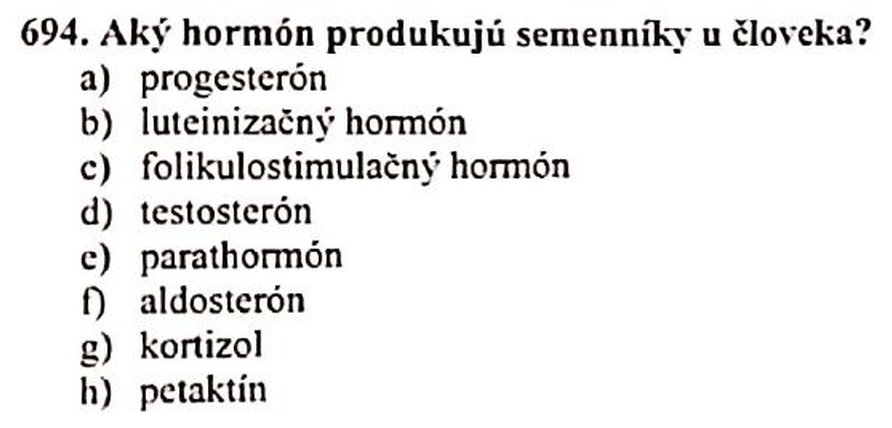 694. Aký hormón produkujú semenníky u človeka?
a) progesterón
b) luteinizačný hormón
c) folikulostimulačný hormón
d) testosterón
e) parathormón
f) aldosterón
g) kortizol
h) petaktín